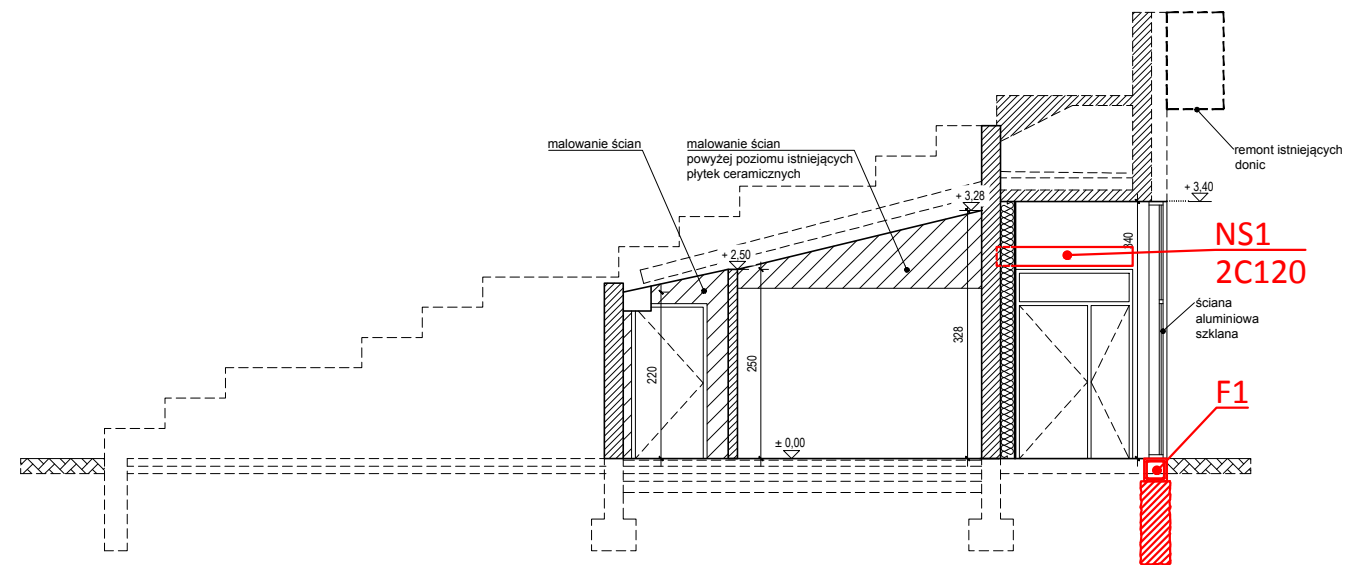 malowanie ścian
malowanie ścian
powyżej poziomu istniejących
płytek ceramicznych
remont istniejących
donic
+ 3,40
+ 3,28
+ 2,50
NS1
2C120
ściana
aluminiowa
szklana
220
250
328
F1
± 0,00